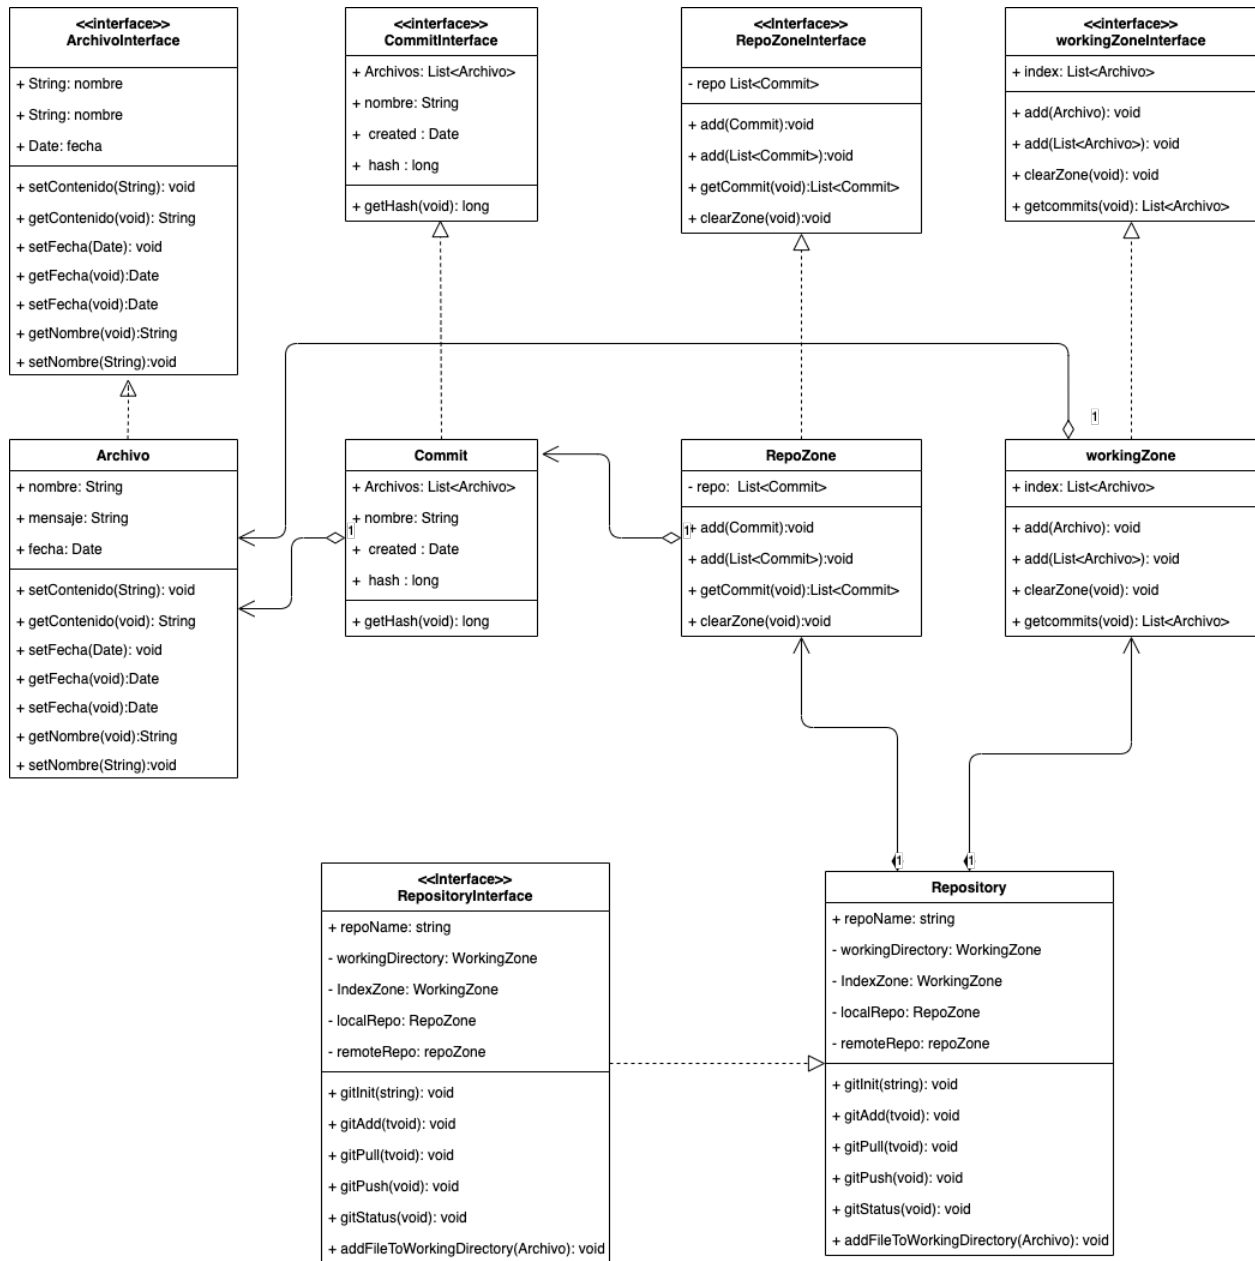 <<interface>>
ArchivoInterface
+ String: nombre
+ String: nombre
+ Date: fecha
+ setContenido(String): void
+ getContenido(void): String
+ setFecha(Date): void
+ getFecha(void):Date
+ setFecha(void):Date
+ getNombre(void):String
+ setNombre(String):void
<<interface>>
CommitInterface
+ Archivos: List<Archivo>
+ nombre: String
+ created : Date
+ hash : long
+ getHash(void): long
<<Interface>>
RepoZoneInterface
- repo List<Commit>
+ add(Commit):void
+ add(List<Commit>):void
+ getCommit(void):List<Commit>
+ clearZone(void):void
<<interface>>
workingZoneInterface
+ index: List<Archivo>
+ add(Archivo): void
+ add(List<Archivo>): void
+ clearZone(void): void
+ getcommits(void): List<Archivo>
Archivo
+ nombre: String
+ mensaje: String
+ fecha: Date
+ setContenido(String): void
+ getContenido(void): String
+ setFecha(Date): void
+ getFecha(void):Date
+ setFecha(void):Date
+ getNombre(void):String
+ setNombre(String):void
Commit
+ Archivos: List<Archivo>
+ nombre: String
+ created : Date
+ hash : long
+ getHash(void): long
1
RepoZone
- repo: List<Commit>
+ add(Commit):void
+ add(List<Commit>):void
+ getCommit(void):List<Commit>
+ clearZone(void):void
1
1
workingZone
+ index: List<Archivo>
+ add(Archivo): void
+ add(List<Archivo>): void
+ clearZone(void): void
+ getcommits(void): List<Archivo>
<<Interface>>
RepositoryInterface
+ repoName: string
- workingDirectory: WorkingZone
- IndexZone: WorkingZone
- localRepo: RepoZone
- remoteRepo: repoZone
+ gitInit(string): void
+ gitAdd(tvoid): void
+ gitPull(tvoid): void
+ gitPush(void): void
+ gitStatus(void): void
+ addFileToWorkingDirectory(Archivo): void
1
1
Repository
+ repoName: string
- workingDirectory: WorkingZone
- IndexZone: WorkingZone
- localRepo: RepoZone
- remoteRepo: repoZone
+ gitInit(string): void
+ gitAdd(tvoid): void
+ gitPull(tvoid): void
+ gitPush(void): void
+ gitStatus(void): void
+ addFileToWorkingDirectory(Archivo): void